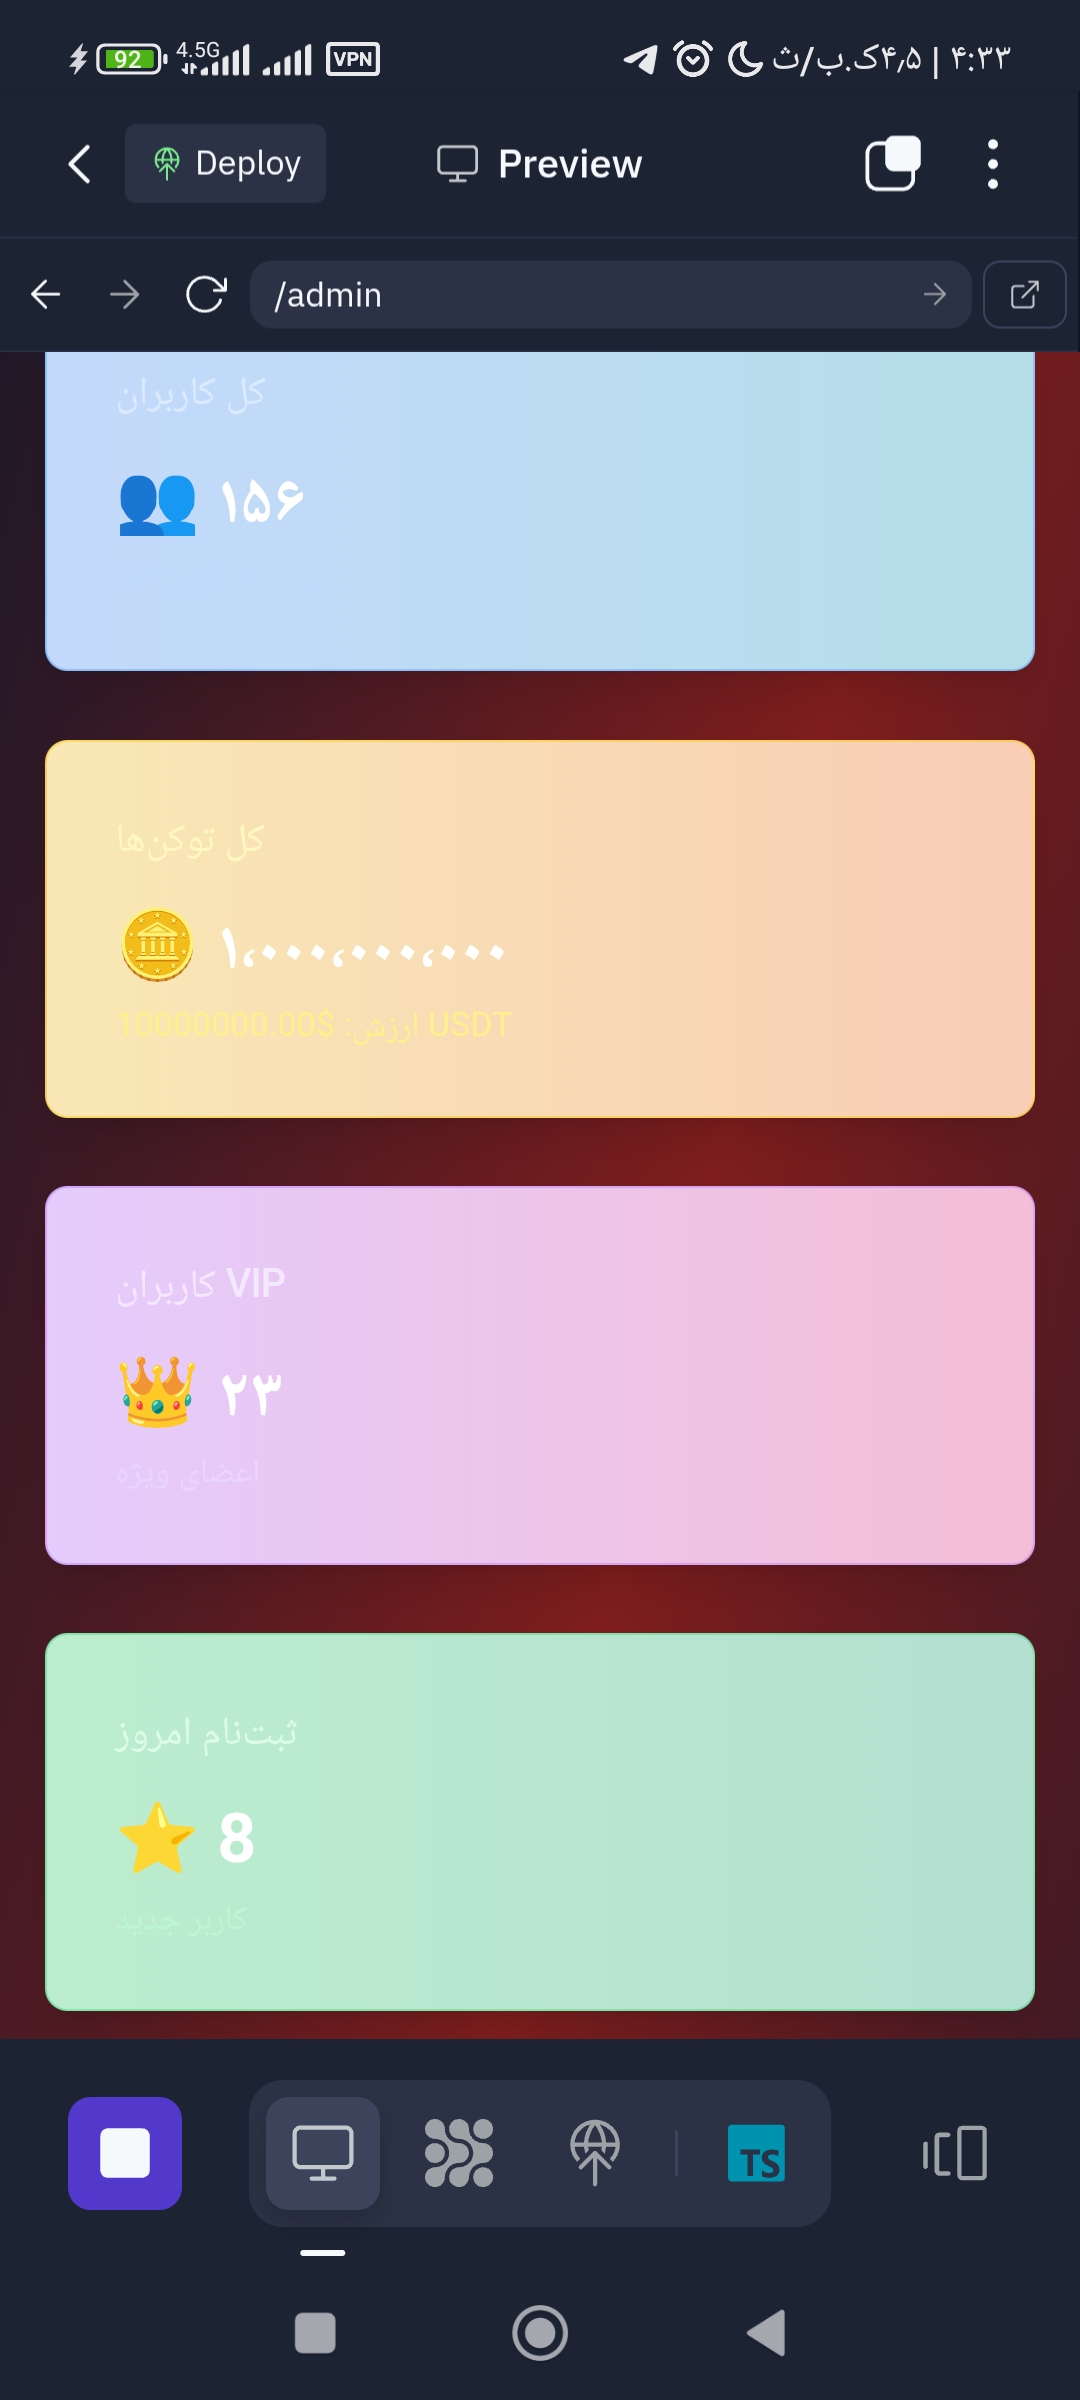 92 4.5G VPN ۴٫۵ک.ب/ث | ۴:۳۳
Deploy Preview
/admin
کل کاربران
۱۵۶
کل توکن‌ها
۱,۰۰۰,۰۰۰,۰۰۰
ارزش: $10000000.00 USDT
کاربران VIP
۲۳
اعضای ویژه
ثبت‌نام امروز
8
کاربر جدید
TS